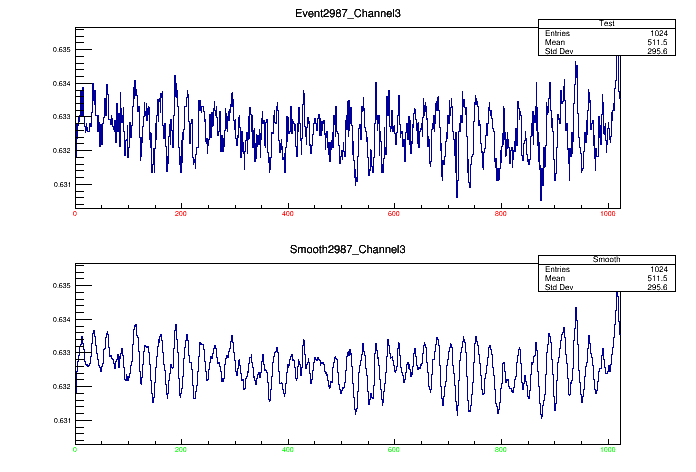 Event2987_Channel3
Test
Entries 1024
Mean 511.5
Std Dev 295.6
0.635
0.634
0.633
0.632
0.631
0 200 400 600 800 1000
Smooth2987_Channel3
Smooth
Entries 1024
Mean 511.5
Std Dev 295.6
0.635
0.634
0.633
0.632
0.631
0 200 400 600 800 1000